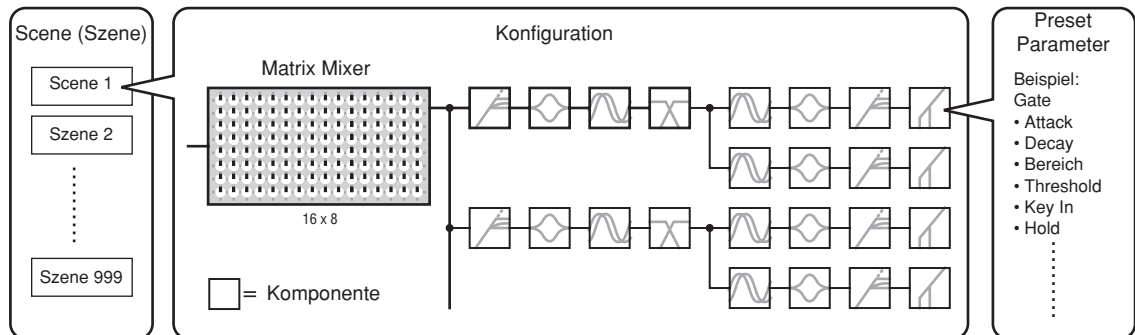 Scene (Szene)
Scene 1
Szene 2
Szene 999
Konfiguration
Matrix Mixer
16 x 8
= Komponente
Preset
Parameter
Beispiel:
Gate
• Attack
• Decay
• Bereich
• Threshold
• Key In
• Hold